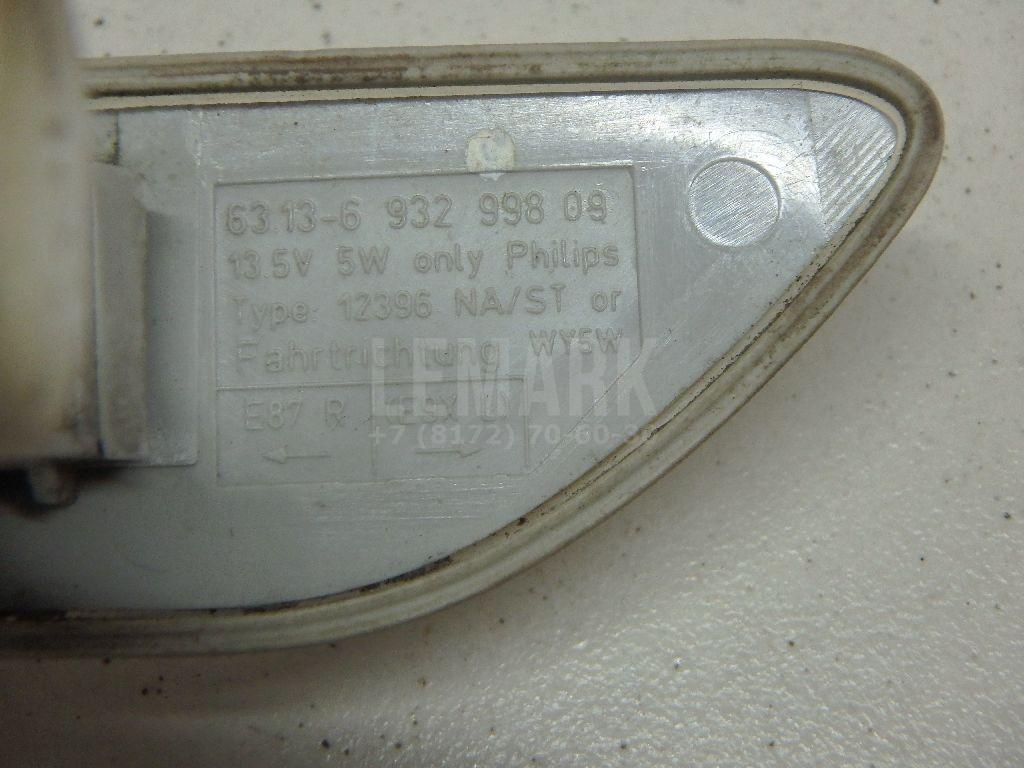 63.13-6 932 998 09
13.5V 5W only Philips
Type: 12396 NA/ST or
Fahrtrichtung WY5W
E87 R
LEMARK
+7 (8172) 70-60-